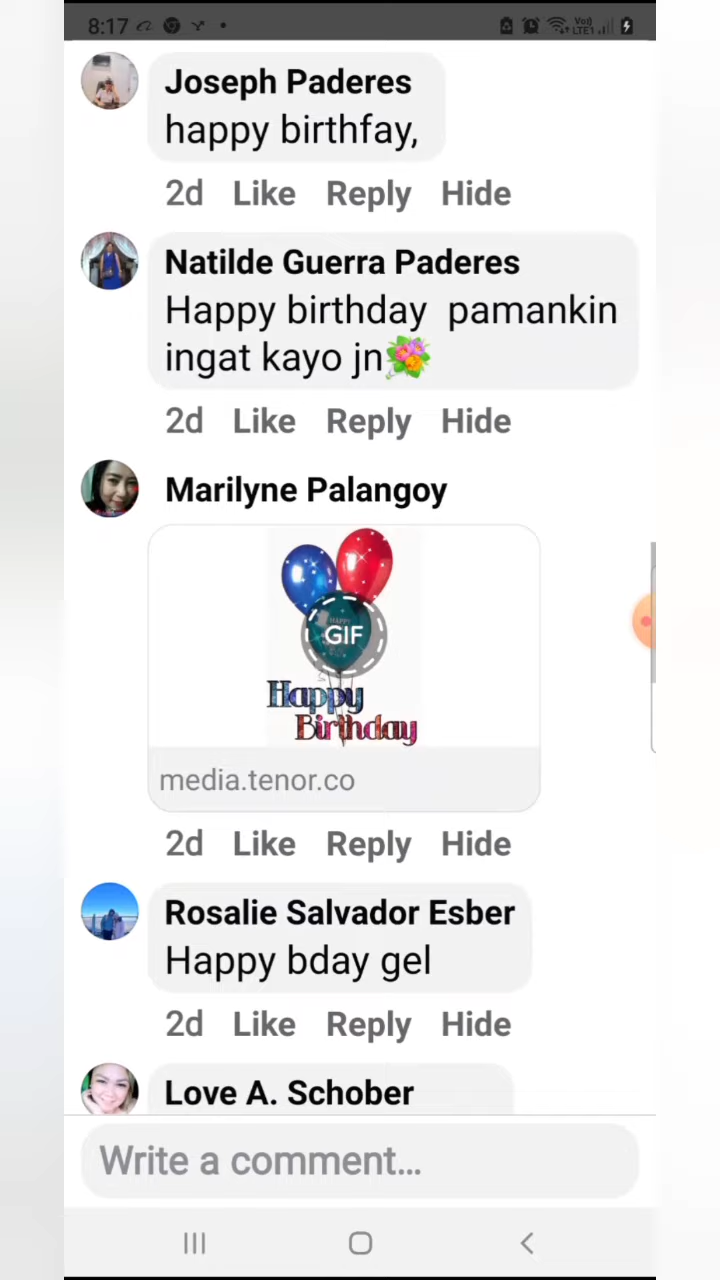 8:17
Joseph Paderes
happy birthfay,
2d Like Reply Hide
Natilde Guerra Paderes
Happy birthday pamankin
ingat kayo jn
2d Like Reply Hide
Marilyne Palangoy
GIF
Happy
Birthday
media.tenor.co
2d Like Reply Hide
Rosalie Salvador Esber
Happy bday gel
2d Like Reply Hide
Love A. Schober
Write a comment...